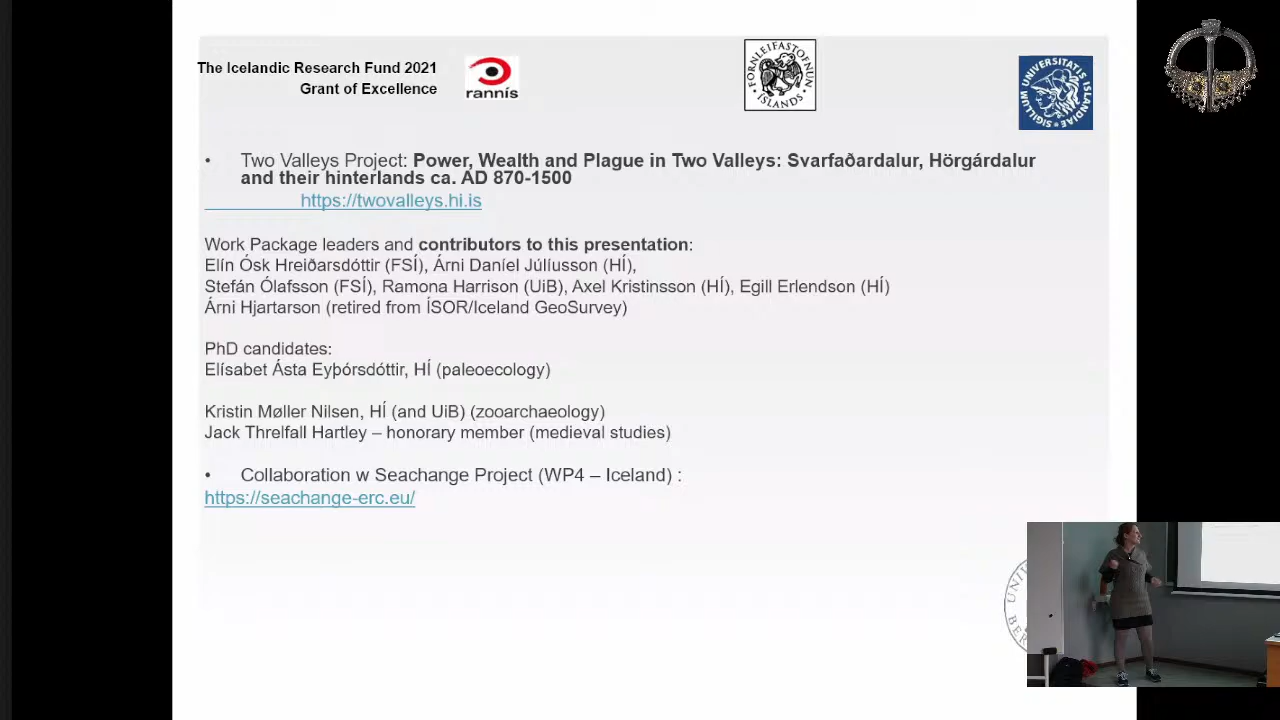 The Icelandic Research Fund 2021
Grant of Excellence
rannís
FORNLEIFASTOFNUN
ÍSLANDS
UNIVERSITATIS ISLANDIAE SIGILLUM
• Two Valleys Project: Power, Wealth and Plague in Two Valleys: Svarfaðardalur, Hörgárdalur
and their hinterlands ca. AD 870-1500
https://twovalleys.hi.is
Work Package leaders and contributors to this presentation:
Elín Ósk Hreiðarsdóttir (FSÍ), Árni Daníel Júlíusson (HÍ),
Stefán Ólafsson (FSÍ), Ramona Harrison (UiB), Axel Kristinsson (HÍ), Egill Erlendson (HÍ)
Árni Hjartarson (retired from ÍSOR/Iceland GeoSurvey)
PhD candidates:
Elísabet Ásta Eyþórsdóttir, HÍ (paleoecology)
Kristin Møller Nilsen, HÍ (and UiB) (zooarchaeology)
Jack Threlfall Hartley – honorary member (medieval studies)
• Collaboration w Seachange Project (WP4 – Iceland) :
https://seachange-erc.eu/